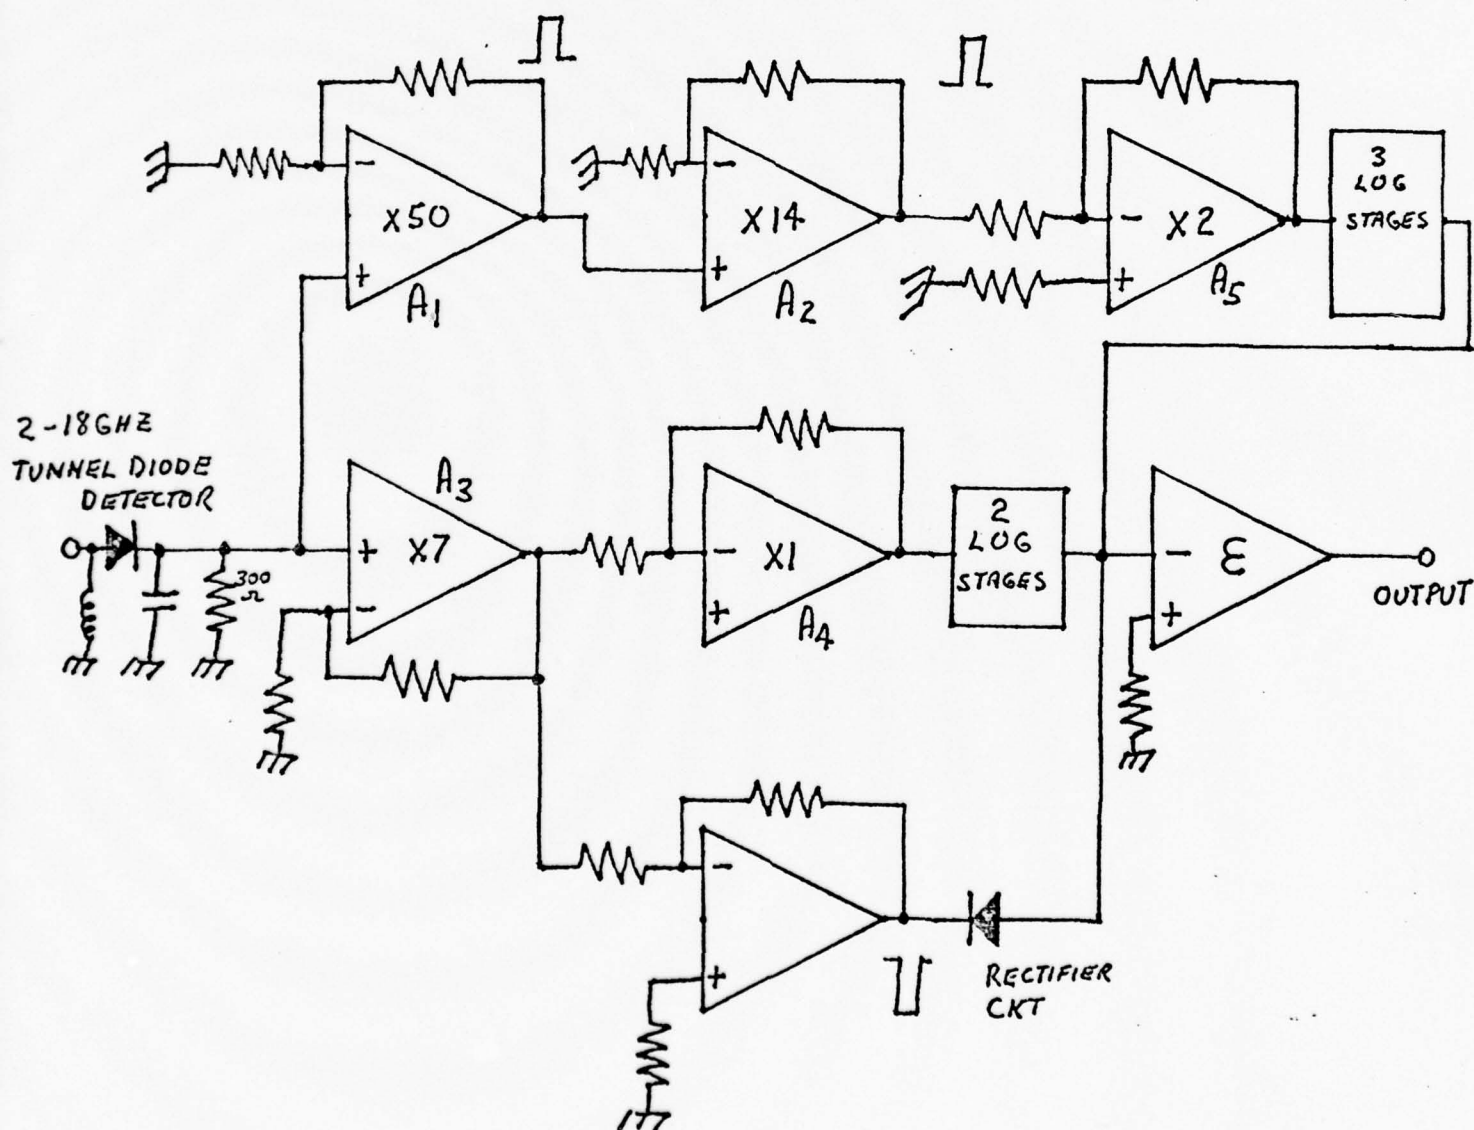 X50
A1
X14
A2
X2
A5
3
LOG
STAGES
2-18GHZ
TUNNEL DIODE
DETECTOR
300
Ω
X7
A3
X1
A4
2
LOG
STAGES
Ɛ
OUTPUT
RECTIFIER
CKT
- + - + - + + - - + - + - +